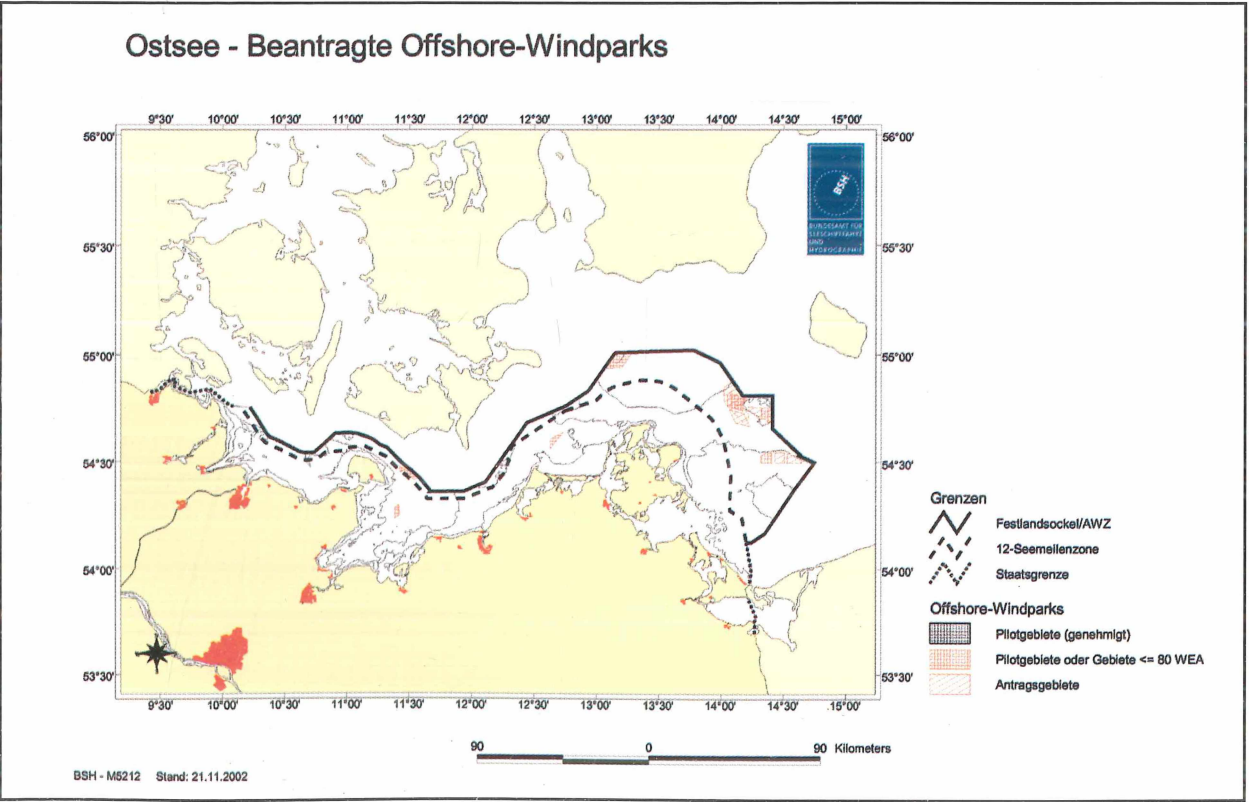 Ostsee - Beantragte Offshore-Windparks
9°30' 10°00' 10°30' 11°00' 11°30' 12°00' 12°30' 13°00' 13°30' 14°00' 14°30' 15°00'
56°00' 56°00'
BSH
BUNDESAMT FÜR
SEESCHIFFFAHRT
UND
HYDROGRAPHIE
55°30' 55°30'
55°00' 55°00'
54°30' 54°30'
54°00' 54°00'
53°30' 53°30'
9°30' 10°00' 10°30' 11°00' 11°30' 12°00' 12°30' 13°00' 13°30' 14°00' 14°30' 15°00'
Grenzen
Festlandsockel/AWZ
12-Seemeilenzone
Staatsgrenze
Offshore-Windparks
Pilotgebiete (genehmigt)
Pilotgebiete oder Gebiete <= 80 WEA
Antragsgebiete
90 0 90 Kilometers
BSH - M5212 Stand: 21.11.2002